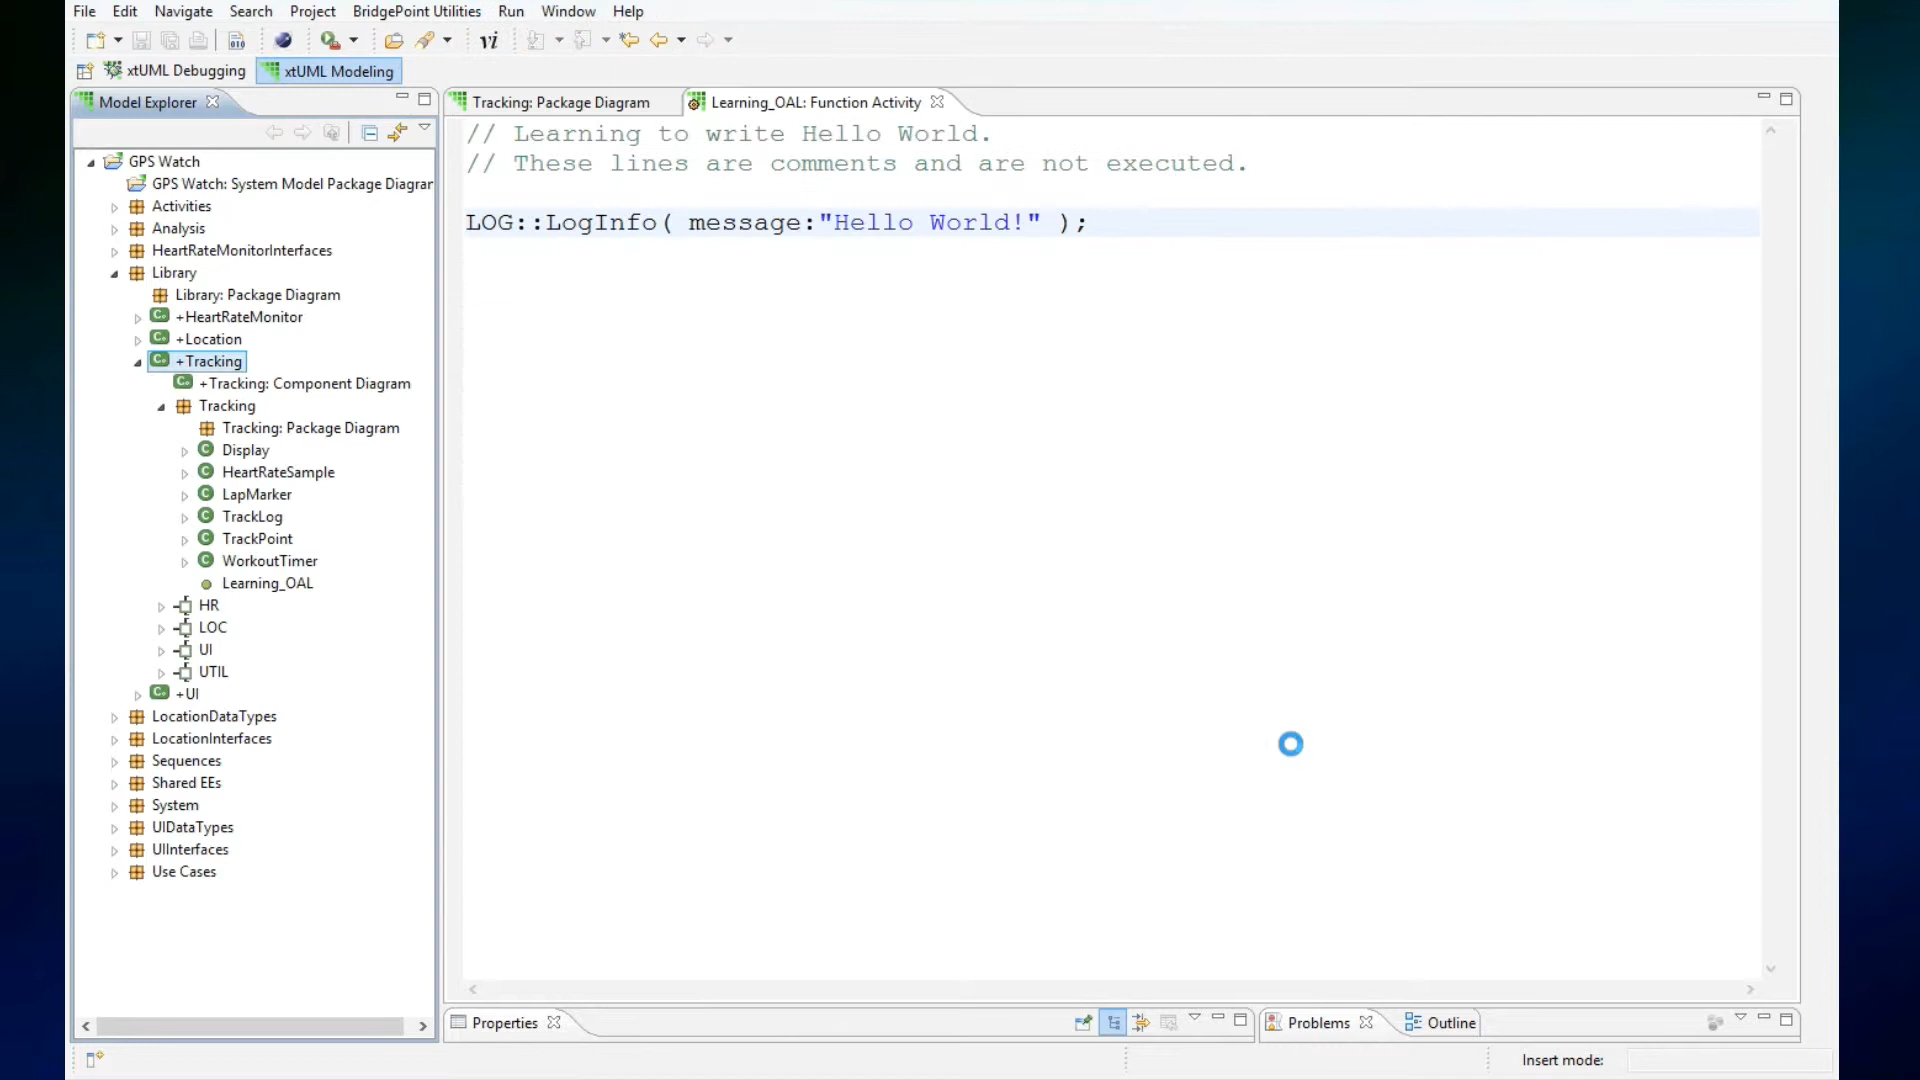 File Edit Navigate Search Project BridgePoint Utilities Run Window Help
010 vi
xtUML Debugging xtUML Modeling
Model Explorer
Tracking: Package Diagram Learning_OAL: Function Activity
GPS Watch
GPS Watch: System Model Package Diagrar
Activities
Analysis
HeartRateMonitorInterfaces
Library
Library: Package Diagram
+HeartRateMonitor
+Location
+Tracking
+Tracking: Component Diagram
Tracking
Tracking: Package Diagram
Display
HeartRateSample
LapMarker
TrackLog
TrackPoint
WorkoutTimer
Learning_OAL
HR
LOC
UI
UTIL
+UI
LocationDataTypes
LocationInterfaces
Sequences
Shared EEs
System
UIDataTypes
UIInterfaces
Use Cases
// Learning to write Hello World.
// These lines are comments and are not executed.
LOG::LogInfo( message:"Hello World!" );
Properties
Problems Outline
Insert mode: